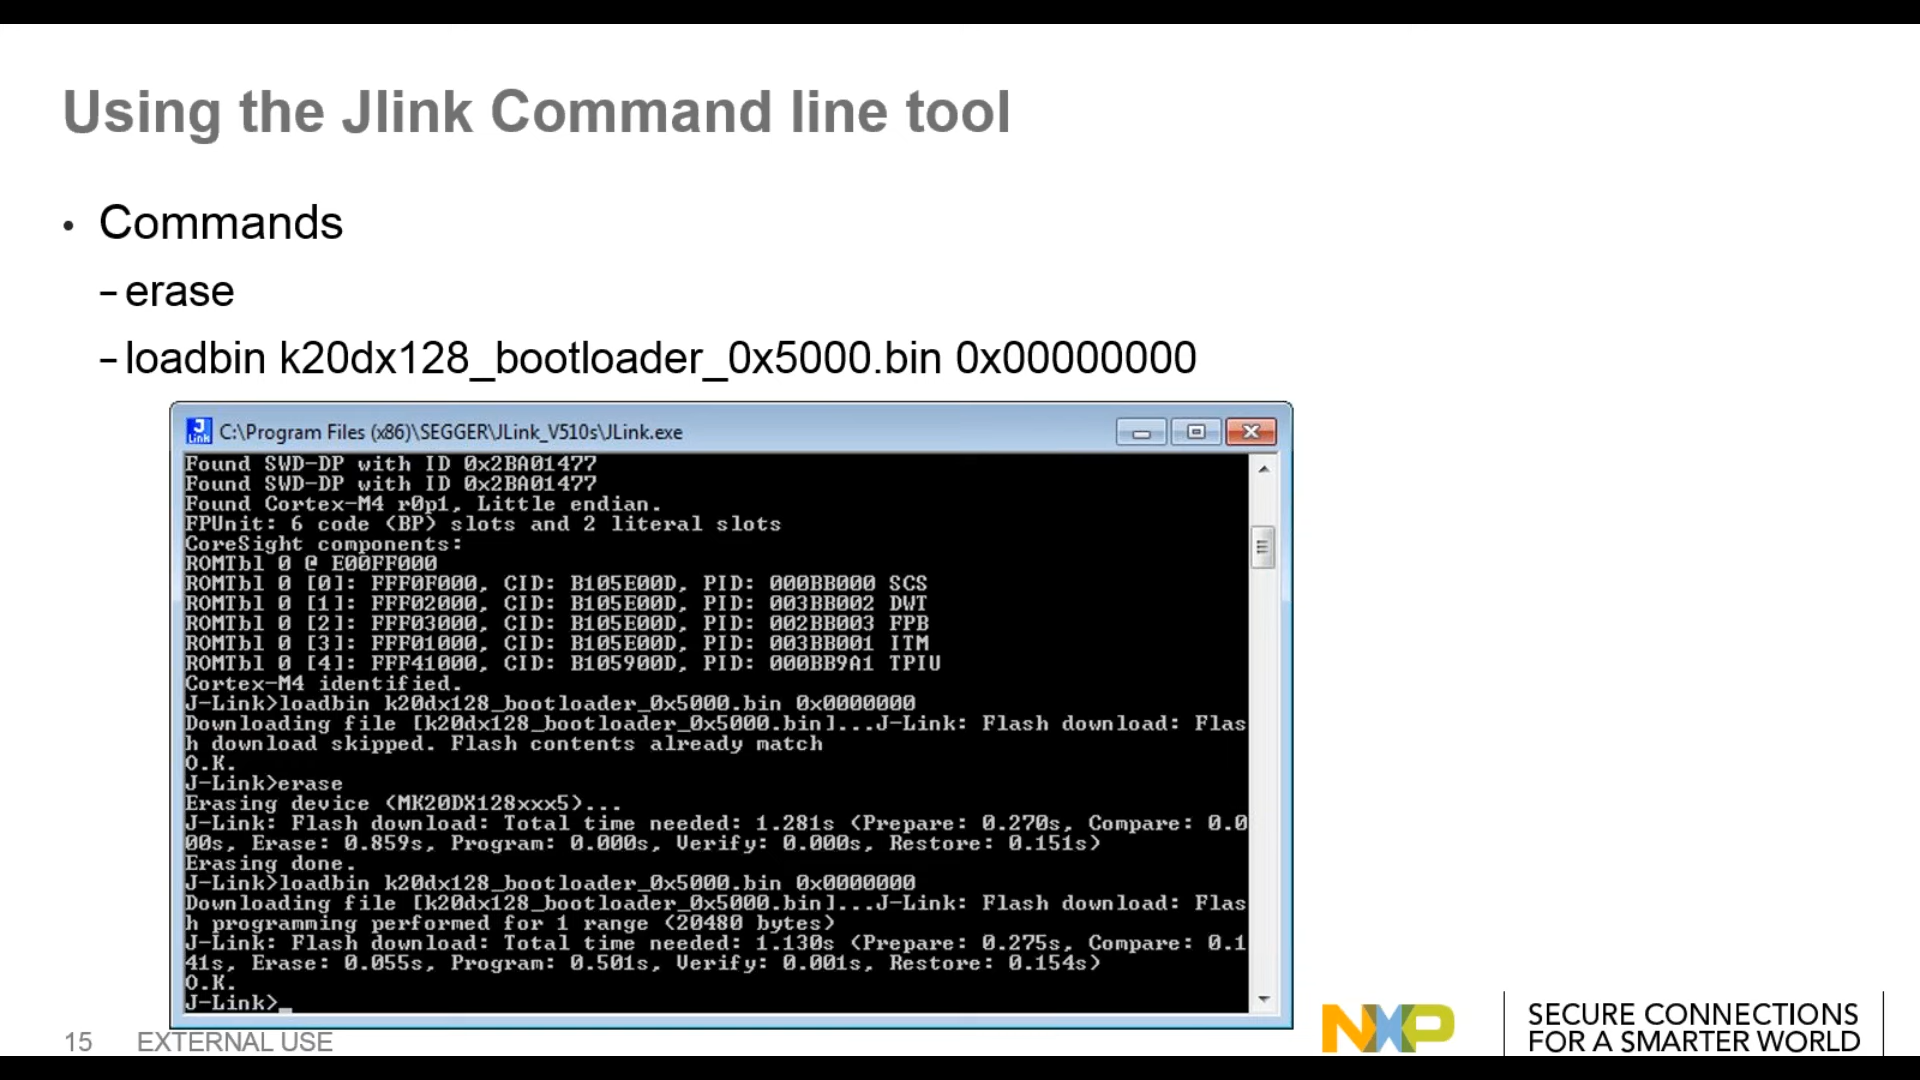 Using the Jlink Command line tool
• Commands
– erase
– loadbin k20dx128_bootloader_0x5000.bin 0x00000000
J Link C:\Program Files (x86)\SEGGER\JLink_V510s\JLink.exe
Found SWD-DP with ID 0x2BA01477
Found SWD-DP with ID 0x2BA01477
Found Cortex-M4 r0p1, Little endian.
FPUnit: 6 code (BP) slots and 2 literal slots
CoreSight components:
ROMTbl 0 @ E00FF000
ROMTbl 0 [0]: FFF0F000, CID: B105E00D, PID: 000BB000 SCS
ROMTbl 0 [1]: FFF02000, CID: B105E00D, PID: 003BB002 DWT
ROMTbl 0 [2]: FFF03000, CID: B105E00D, PID: 002BB003 FPB
ROMTbl 0 [3]: FFF01000, CID: B105E00D, PID: 003BB001 ITM
ROMTbl 0 [4]: FFF41000, CID: B105900D, PID: 000BB9A1 TPIU
Cortex-M4 identified.
J-Link>loadbin k20dx128_bootloader_0x5000.bin 0x0000000
Downloading file [k20dx128_bootloader_0x5000.bin]...J-Link: Flash download: Flas
h download skipped. Flash contents already match
O.K.
J-Link>erase
Erasing device (MK20DX128xxx5)...
J-Link: Flash download: Total time needed: 1.281s (Prepare: 0.270s, Compare: 0.0
00s, Erase: 0.859s, Program: 0.000s, Verify: 0.000s, Restore: 0.151s)
Erasing done.
J-Link>loadbin k20dx128_bootloader_0x5000.bin 0x0000000
Downloading file [k20dx128_bootloader_0x5000.bin]...J-Link: Flash download: Flas
h programming performed for 1 range (20480 bytes)
J-Link: Flash download: Total time needed: 1.130s (Prepare: 0.275s, Compare: 0.1
41s, Erase: 0.055s, Program: 0.501s, Verify: 0.001s, Restore: 0.154s)
O.K.
J-Link>_
15 EXTERNAL USE
NXP
SECURE CONNECTIONS
FOR A SMARTER WORLD